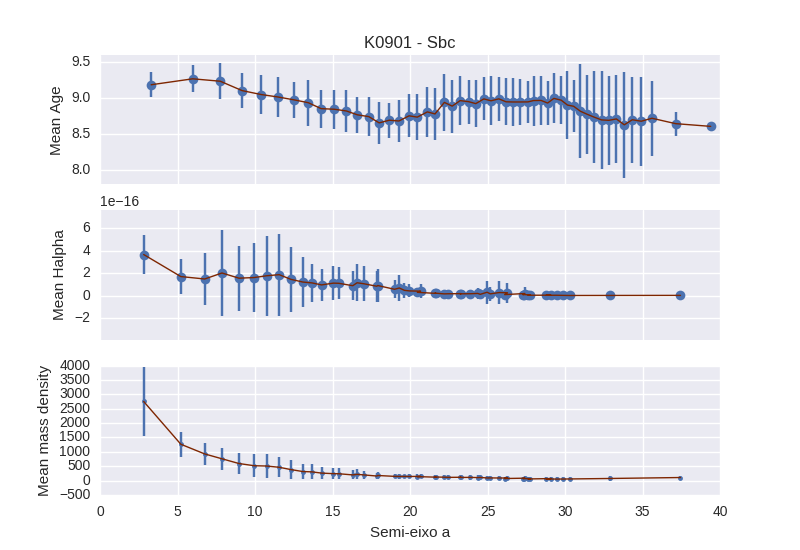 K0901 - Sbc
9.5
9.0
8.5
8.0
Mean Age
1e−16
6
4
2
0
−2
Mean Halpha
4000
3500
3000
2500
2000
1500
1000
500
0
−500
Mean mass density
0 5 10 15 20 25 30 35 40
Semi-eixo a